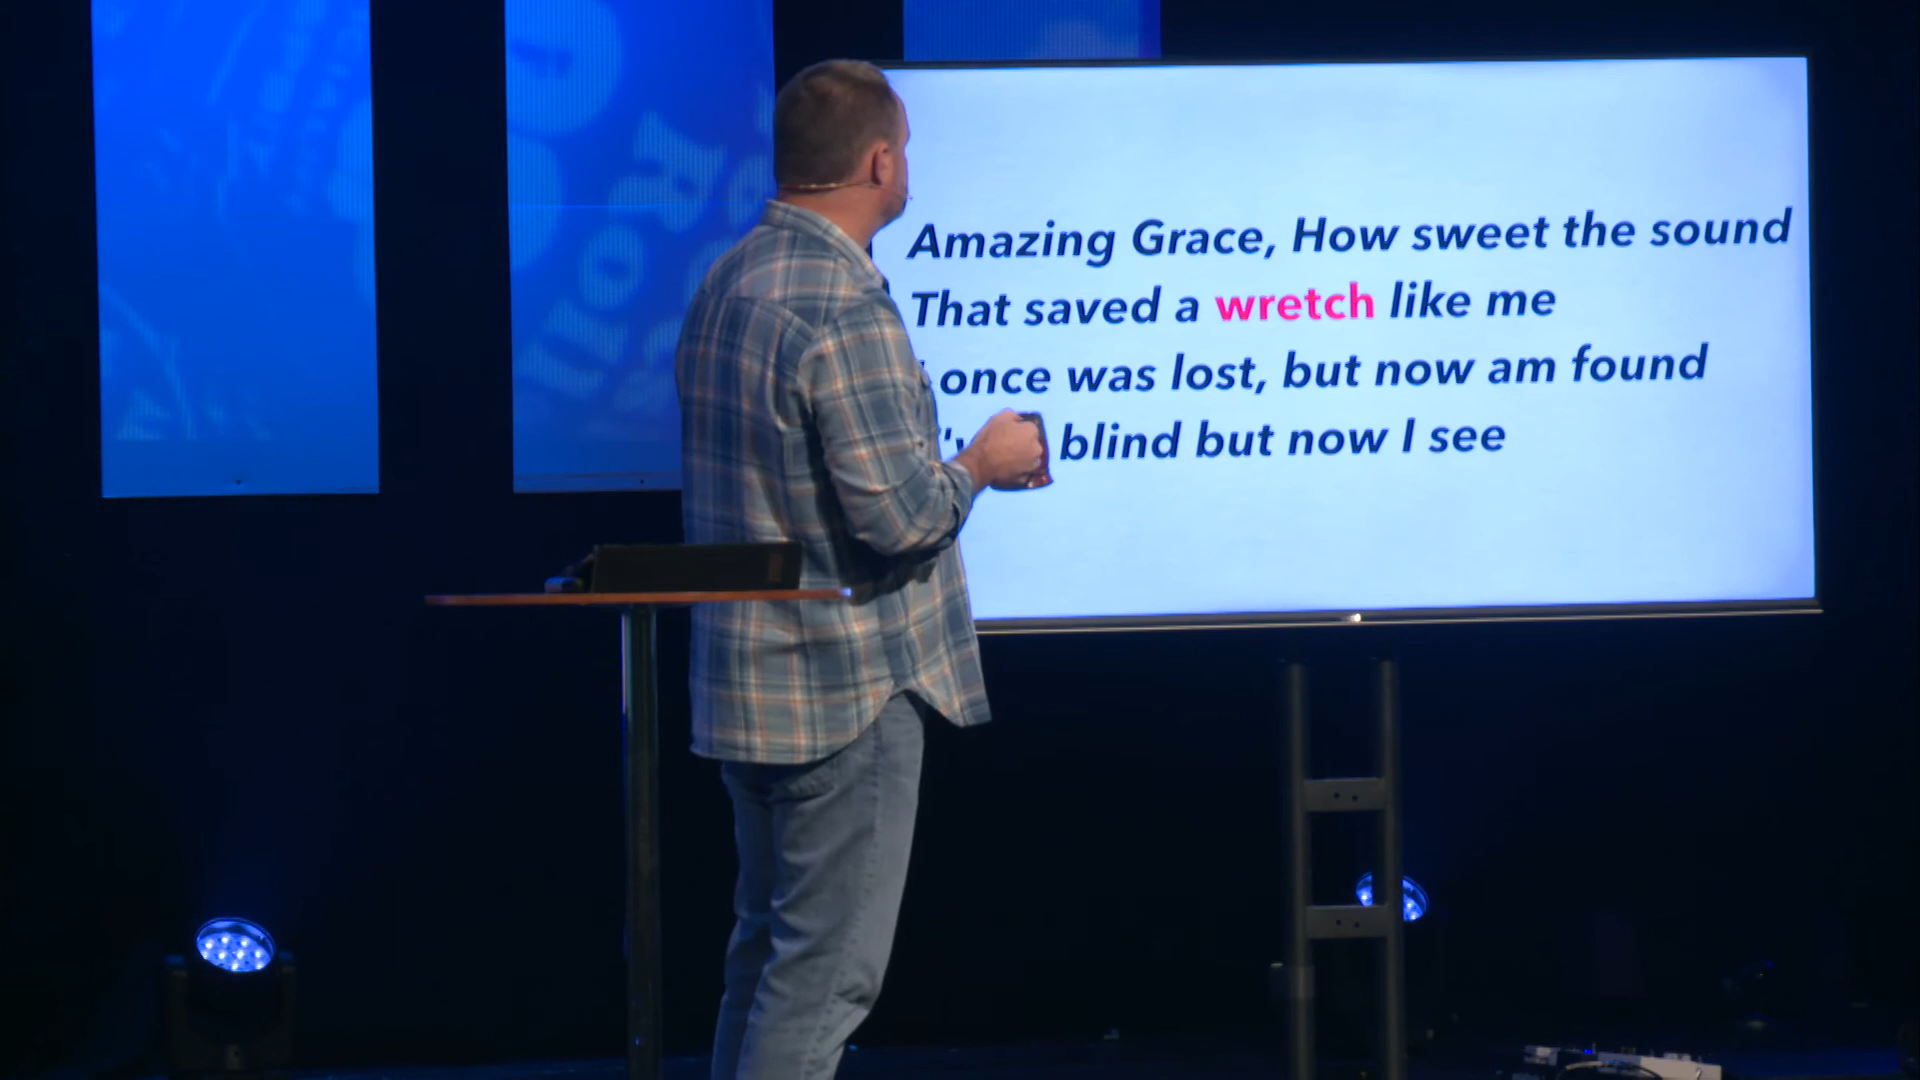 Amazing Grace, How sweet the sound
That saved a wretch like me
once was lost, but now am found
blind but now I see